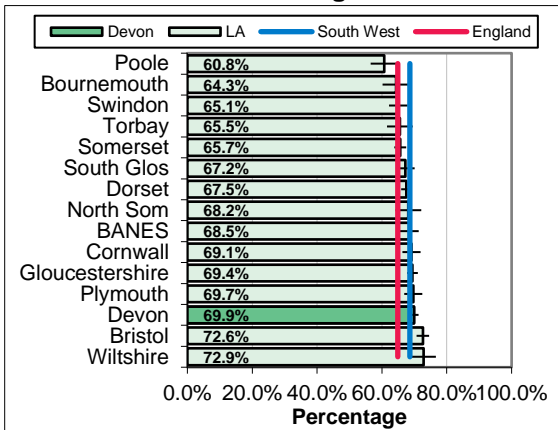 Devon LA South West England
Poole 60.8%
Bournemouth 64.3%
Swindon 65.1%
Torbay 65.5%
Somerset 65.7%
South Glos 67.2%
Dorset 67.5%
North Som 68.2%
BANES 68.5%
Cornwall 69.1%
Gloucestershire 69.4%
Plymouth 69.7%
Devon 69.9%
Bristol 72.6%
Wiltshire 72.9%
0.0% 20.0% 40.0% 60.0% 80.0% 100.0%
Percentage